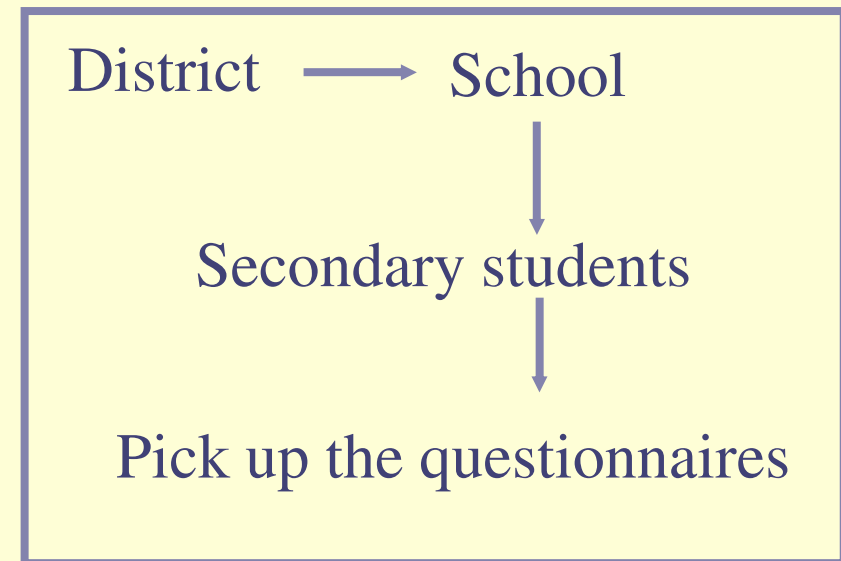 District School
Secondary students
Pick up the questionnaires